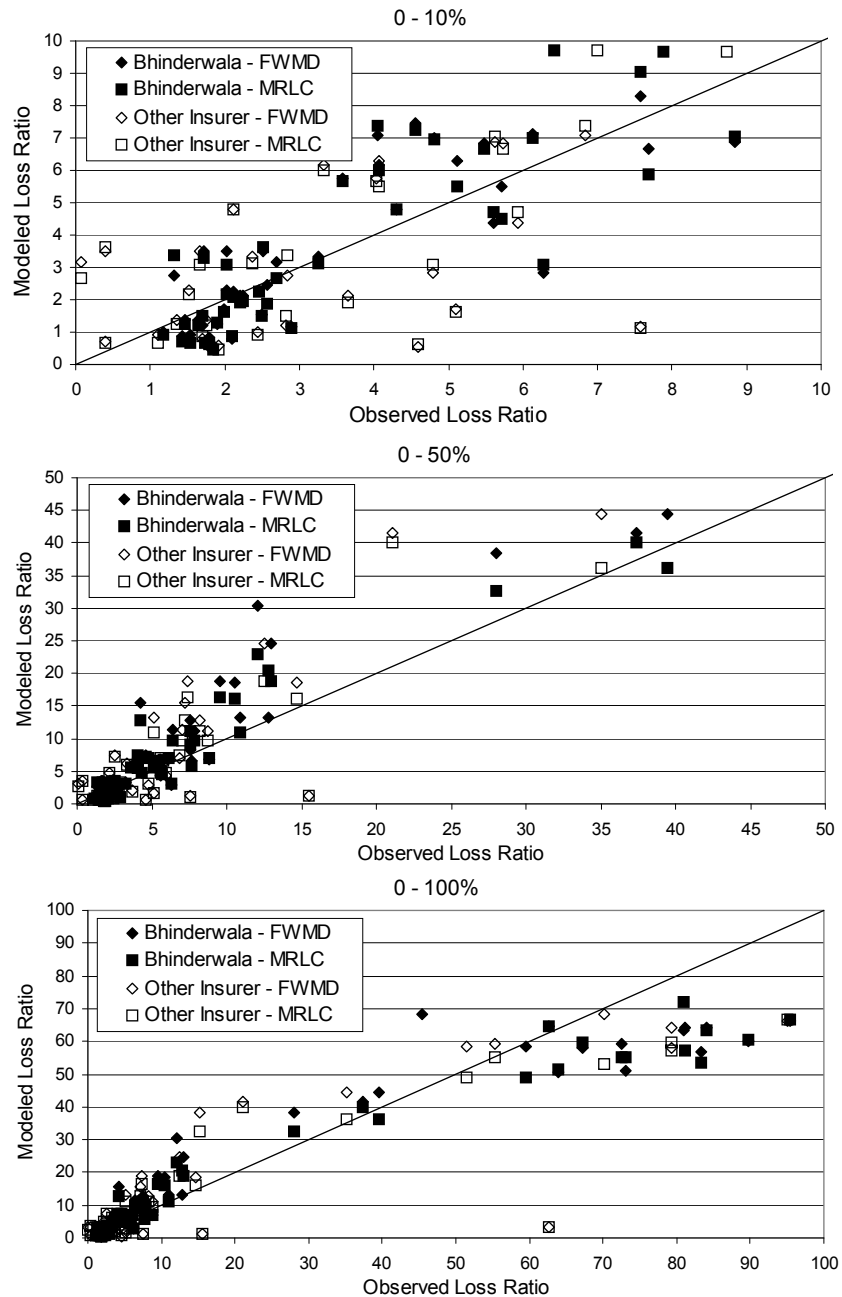 0 - 10%
10
9
8
7
6
5
4
3
2
1
0
Modeled Loss Ratio
Bhinderwala - FWMD
Bhinderwala - MRLC
Other Insurer - FWMD
Other Insurer - MRLC
0 1 2 3 4 5 6 7 8 9 10
Observed Loss Ratio
0 - 50%
50
45
40
35
30
25
20
15
10
5
0
Modeled Loss Ratio
Bhinderwala - FWMD
Bhinderwala - MRLC
Other Insurer - FWMD
Other Insurer - MRLC
0 5 10 15 20 25 30 35 40 45 50
Observed Loss Ratio
0 - 100%
100
90
80
70
60
50
40
30
20
10
0
Modeled Loss Ratio
Bhinderwala - FWMD
Bhinderwala - MRLC
Other Insurer - FWMD
Other Insurer - MRLC
0 10 20 30 40 50 60 70 80 90 100
Observed Loss Ratio